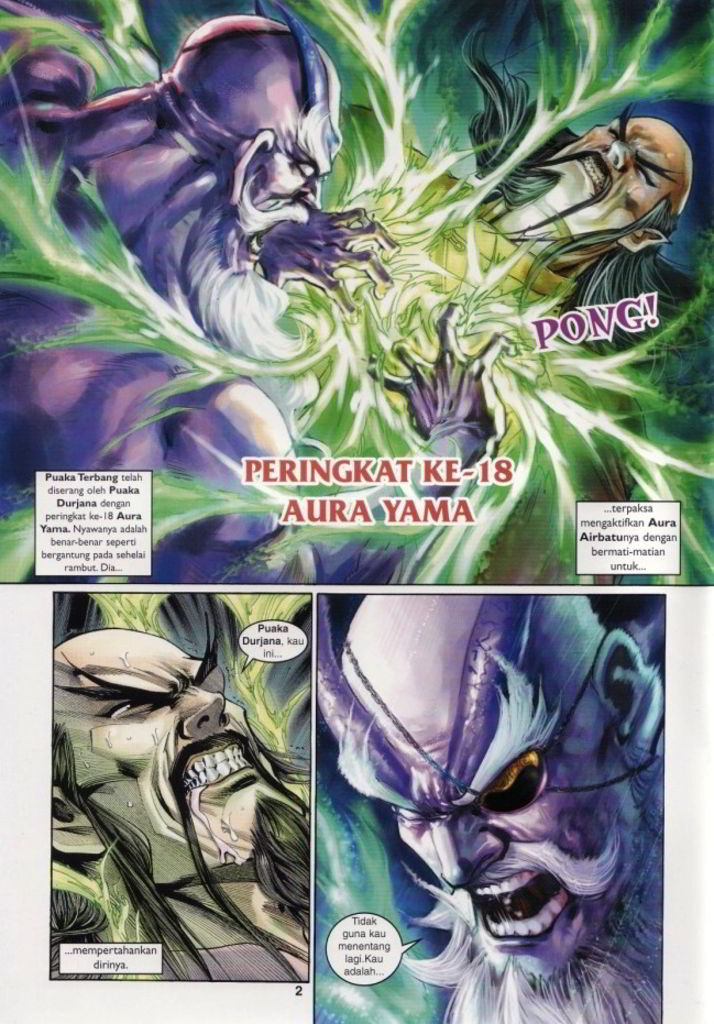 PONG!
PERINGKAT KE-18
AURA YAMA
Puaka Terbang telah
diserang oleh Puaka
Durjana dengan
peringkat ke-18 Aura
Yama. Nyawanya adalah
benar-benar seperti
bergantung pada sehelai
rambut. Dia...
...terpaksa
mengaktifkan Aura
Airbatunya dengan
bermati-matian
untuk...
Puaka
Durjana, kau
ini...
...mempertahankan
dirinya.
Tidak
guna kau
menentang
lagi.Kau
adalah...
2